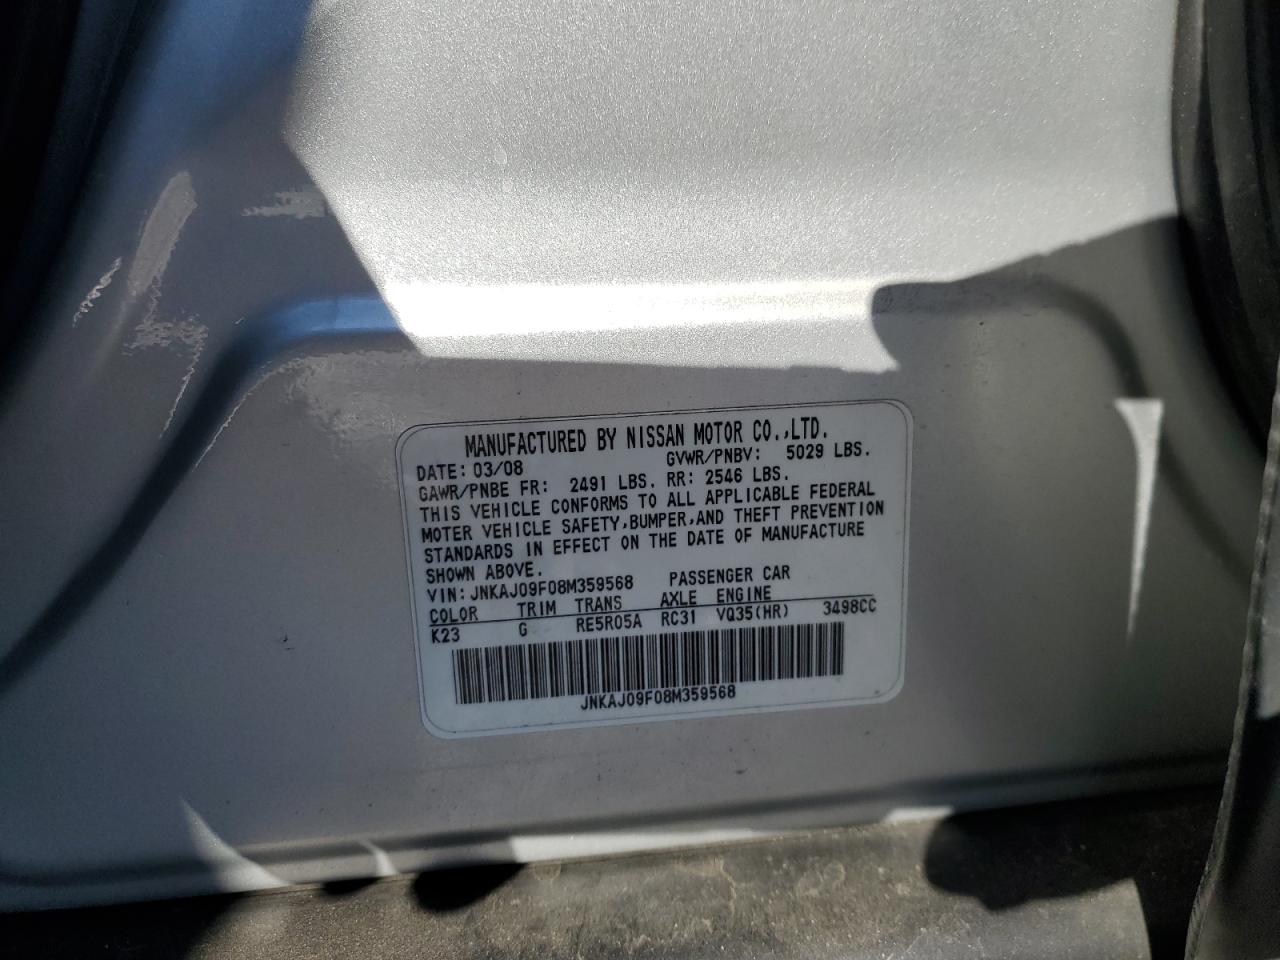 MANUFACTURED BY NISSAN MOTOR CO.,LTD.
DATE: 03/08 GVWR/PNBV: 5029 LBS.
GAWR/PNBE FR: 2491 LBS. RR: 2546 LBS.
THIS VEHICLE CONFORMS TO ALL APPLICABLE FEDERAL
MOTER VEHICLE SAFETY,BUMPER,AND THEFT PREVENTION
STANDARDS IN EFFECT ON THE DATE OF MANUFACTURE
SHOWN ABOVE.
VIN:JNKAJ09F08M359568 PASSENGER CAR
COLOR TRIM TRANS AXLE ENGINE
K23 G RE5R05A RC31 VQ35(HR) 3498CC
JNKAJ09F08M359568